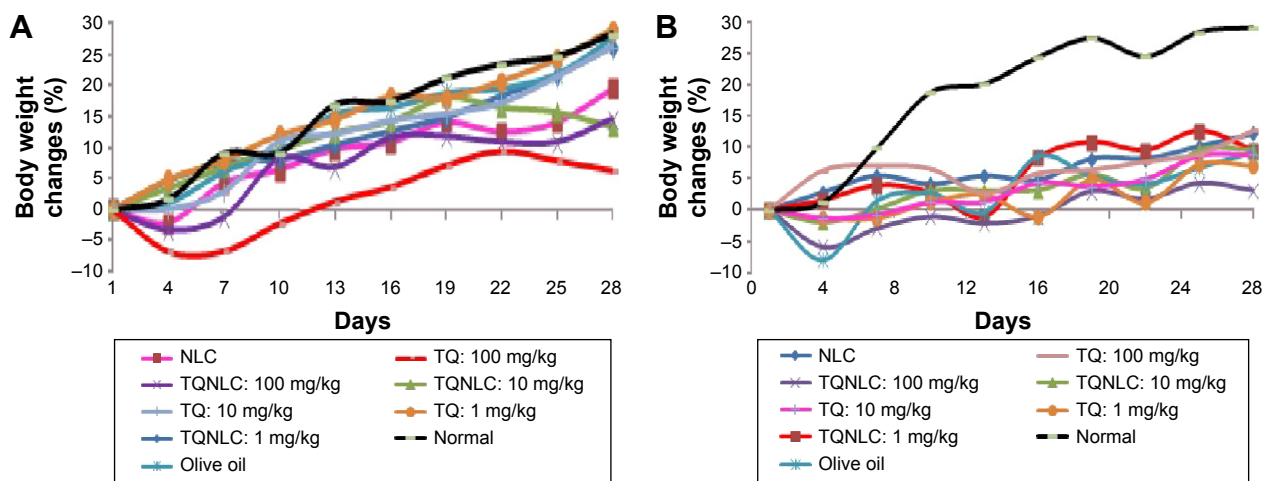 A
Body weight
changes (%)
30
25
20
15
10
5
0
–5
–10
1 4 7 10 13 16 19 22 25 28
Days
NLC
TQ: 100 mg/kg
TQNLC: 100 mg/kg
TQNLC: 10 mg/kg
TQ: 10 mg/kg
TQ: 1 mg/kg
TQNLC: 1 mg/kg
Normal
Olive oil
B
Body weight
changes (%)
30
25
20
15
10
5
0
–5
–10
0 4 8 12 16 20 24 28
Days
NLC
TQ: 100 mg/kg
TQNLC: 100 mg/kg
TQNLC: 10 mg/kg
TQ: 10 mg/kg
TQ: 1 mg/kg
TQNLC: 1 mg/kg
Normal
Olive oil